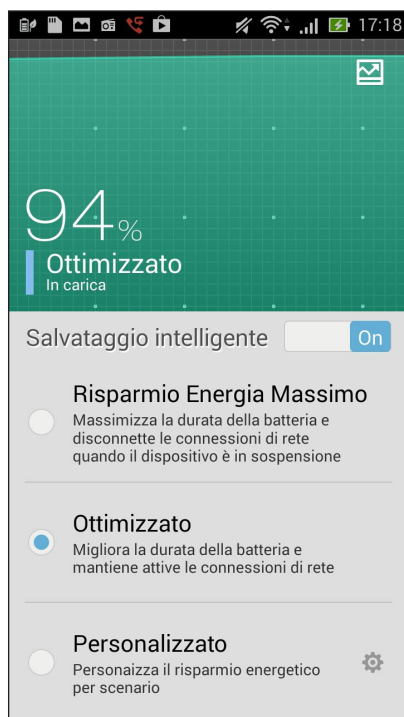 17:18
94%
Ottimizzato
In carica
Salvataggio intelligente On
Risparmio Energia Massimo
Massimizza la durata della batteria e
disconnette le connessioni di rete
quando il dispositivo è in sospensione
Ottimizzato
Migliora la durata della batteria e
mantiene attive le connessioni di rete
Personalizzato
Personaizza il risparmio energetico
per scenario